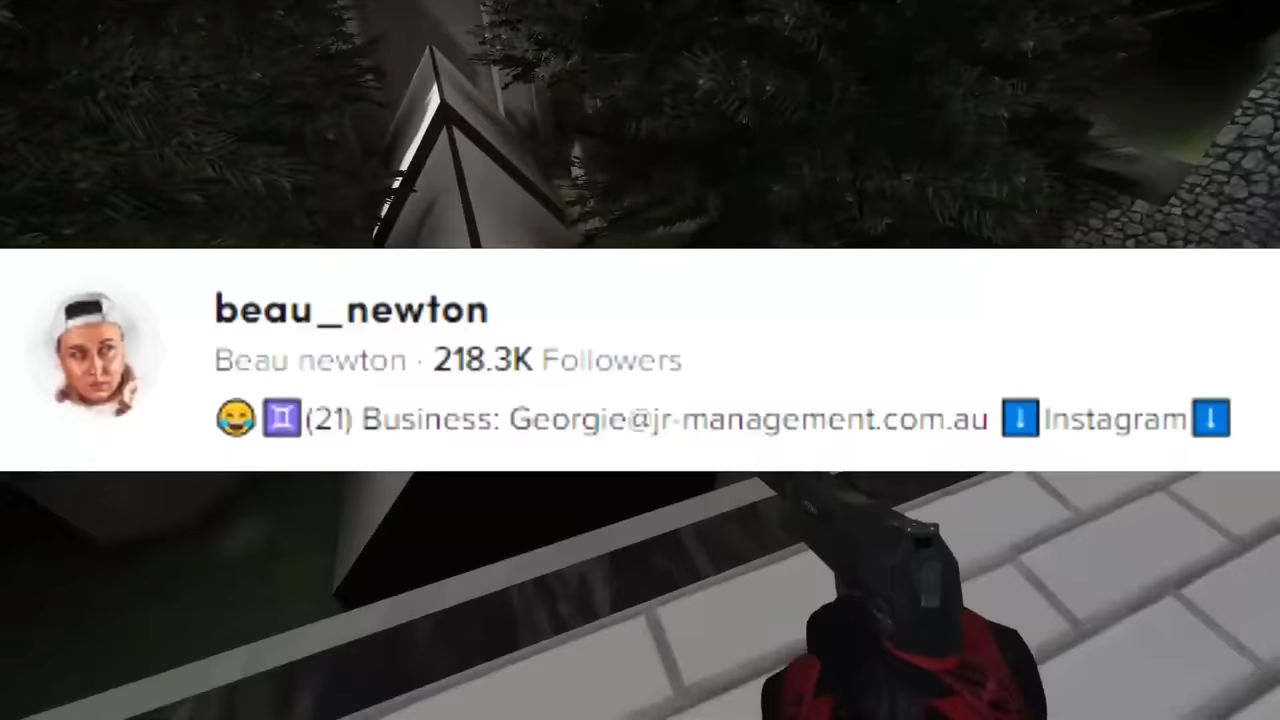 beau_newton
Beau newton · 218.3K Followers
😂♊(21) Business: Georgie@jr-management.com.au ⬇Instagram⬇